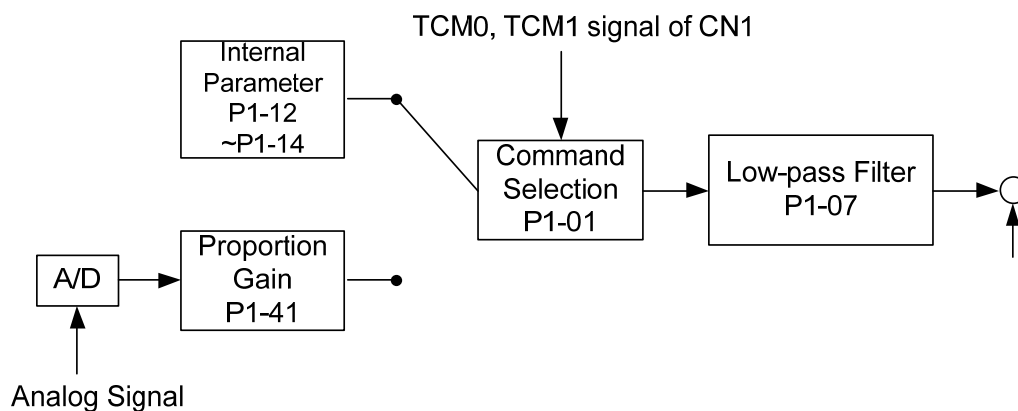 TCM0, TCM1 signal of CN1
Internal
Parameter
P1-12
~P1-14
Command
Selection
P1-01
Low-pass Filter
P1-07
Proportion
Gain
P1-41
A/D
Analog Signal